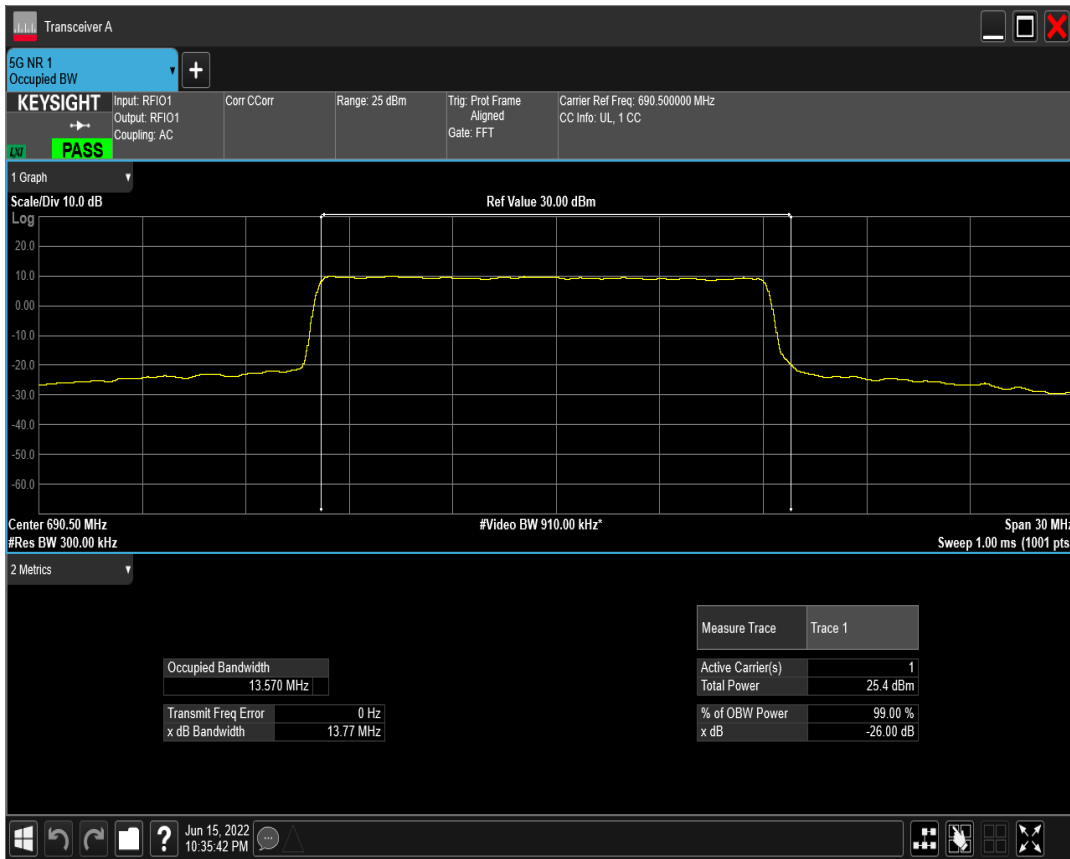 Transceiver A
5G NR 1
Occupied BW
KEYSIGHT
LXI
PASS
Input: RFIO1
Output: RFIO1
Coupling: AC
Corr CCorr
Range: 25 dBm
Trig: Prot Frame
Aligned
Gate: FFT
Carrier Ref Freq: 690.500000 MHz
CC Info: UL, 1 CC
1 Graph
Scale/Div 10.0 dB
Ref Value 30.00 dBm
Log
20.0
10.0
0.00
-10.0
-20.0
-30.0
-40.0
-50.0
-60.0
Center 690.50 MHz
#Video BW 910.00 kHz*
Span 30 MHz
#Res BW 300.00 kHz
Sweep 1.00 ms (1001 pts
2 Metrics
Measure Trace Trace 1
Occupied Bandwidth
13.570 MHz
Active Carrier(s) 1
Total Power 25.4 dBm
Transmit Freq Error 0 Hz
x dB Bandwidth 13.77 MHz
% of OBW Power 99.00 %
x dB -26.00 dB
?
Jun 15, 2022
10:35:42 PM